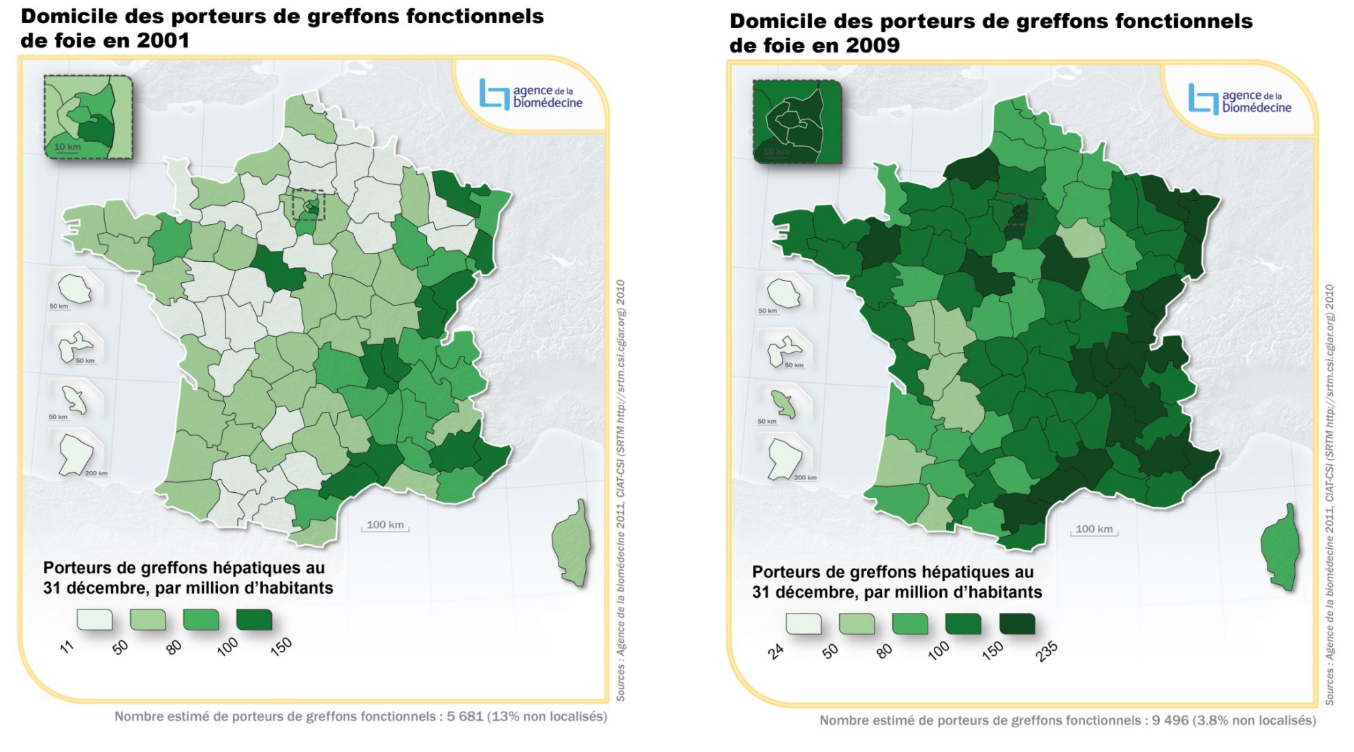 Domicile des porteurs de greffons fonctionnels
de foie en 2001
agence de la
biomédecine
10 km
50 km
50 km
50 km
200 km
100 km
Porteurs de greffons hépatiques au
31 décembre, par million d'habitants
11
50
80
100
150
Sources : Agence de la biomédecine 2011, CIAT-CSI (SRTM http://srtm.csi.cgiar.org) 2010
Nombre estimé de porteurs de greffons fonctionnels : 5 681 (13% non localisés)
Domicile des porteurs de greffons fonctionnels
de foie en 2009
agence de la
biomédecine
10 km
50 km
50 km
50 km
200 km
100 km
Porteurs de greffons hépatiques au
31 décembre, par million d'habitants
24
50
80
100
150
235
Sources : Agence de la biomédecine 2011, CIAT-CSI (SRTM http://srtm.csi.cgiar.org) 2010
Nombre estimé de porteurs de greffons fonctionnels : 9 496 (3.8% non localisés)